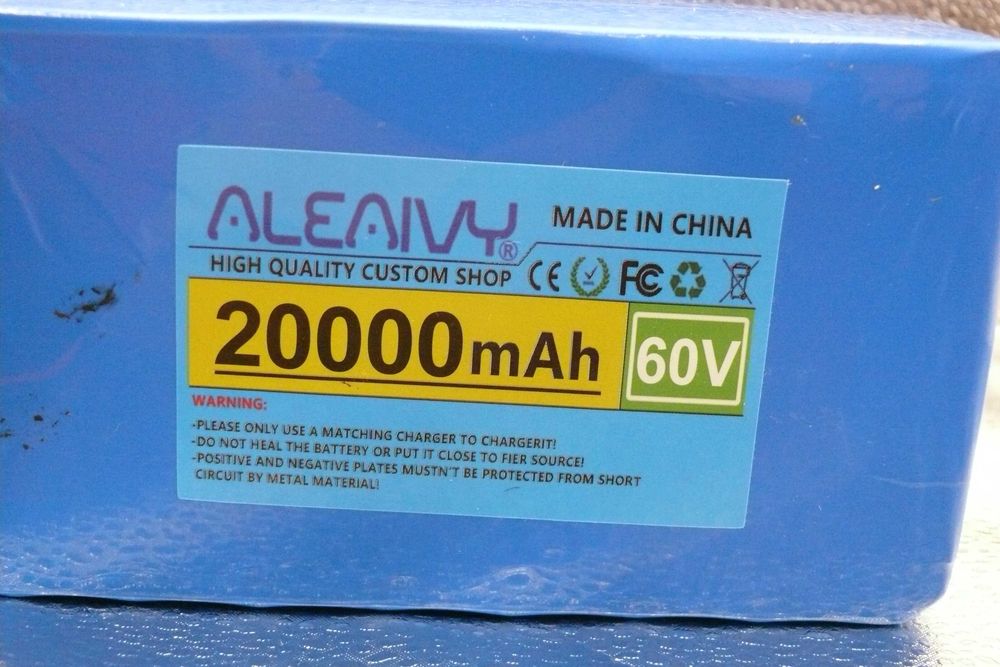 ALEAIVY®
MADE IN CHINA
HIGH QUALITY CUSTOM SHOP CE FC
20000mAh 60V
WARNING:
-PLEASE ONLY USE A MATCHING CHARGER TO CHARGERIT!
-DO NOT HEAL THE BATTERY OR PUT IT CLOSE TO FIER SOURCE!
-POSITIVE AND NEGATIVE PLATES MUSTN'T BE PROTECTED FROM SHORT
CIRCUIT BY METAL MATERIAL!